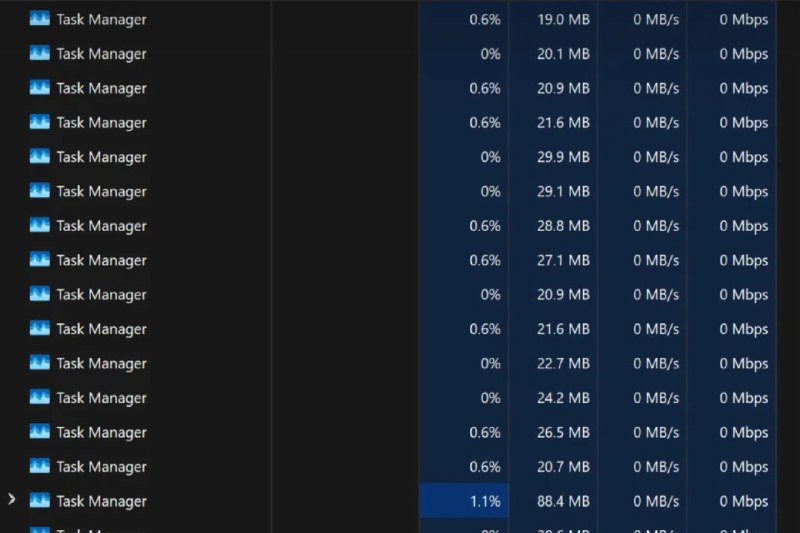 Task Manager 0.6% 19.0 MB 0 MB/s 0 Mbps
Task Manager 0% 20.1 MB 0 MB/s 0 Mbps
Task Manager 0.6% 20.9 MB 0 MB/s 0 Mbps
Task Manager 0.6% 21.6 MB 0 MB/s 0 Mbps
Task Manager 0% 29.9 MB 0 MB/s 0 Mbps
Task Manager 0% 29.1 MB 0 MB/s 0 Mbps
Task Manager 0.6% 28.8 MB 0 MB/s 0 Mbps
Task Manager 0.6% 27.1 MB 0 MB/s 0 Mbps
Task Manager 0% 20.9 MB 0 MB/s 0 Mbps
Task Manager 0.6% 21.6 MB 0 MB/s 0 Mbps
Task Manager 0% 22.7 MB 0 MB/s 0 Mbps
Task Manager 0% 24.2 MB 0 MB/s 0 Mbps
Task Manager 0.6% 26.5 MB 0 MB/s 0 Mbps
Task Manager 0.6% 20.7 MB 0 MB/s 0 Mbps
Task Manager 1.1% 88.4 MB 0 MB/s 0 Mbps
Task Manager 0% MB 0 MB/s 0 Mbps